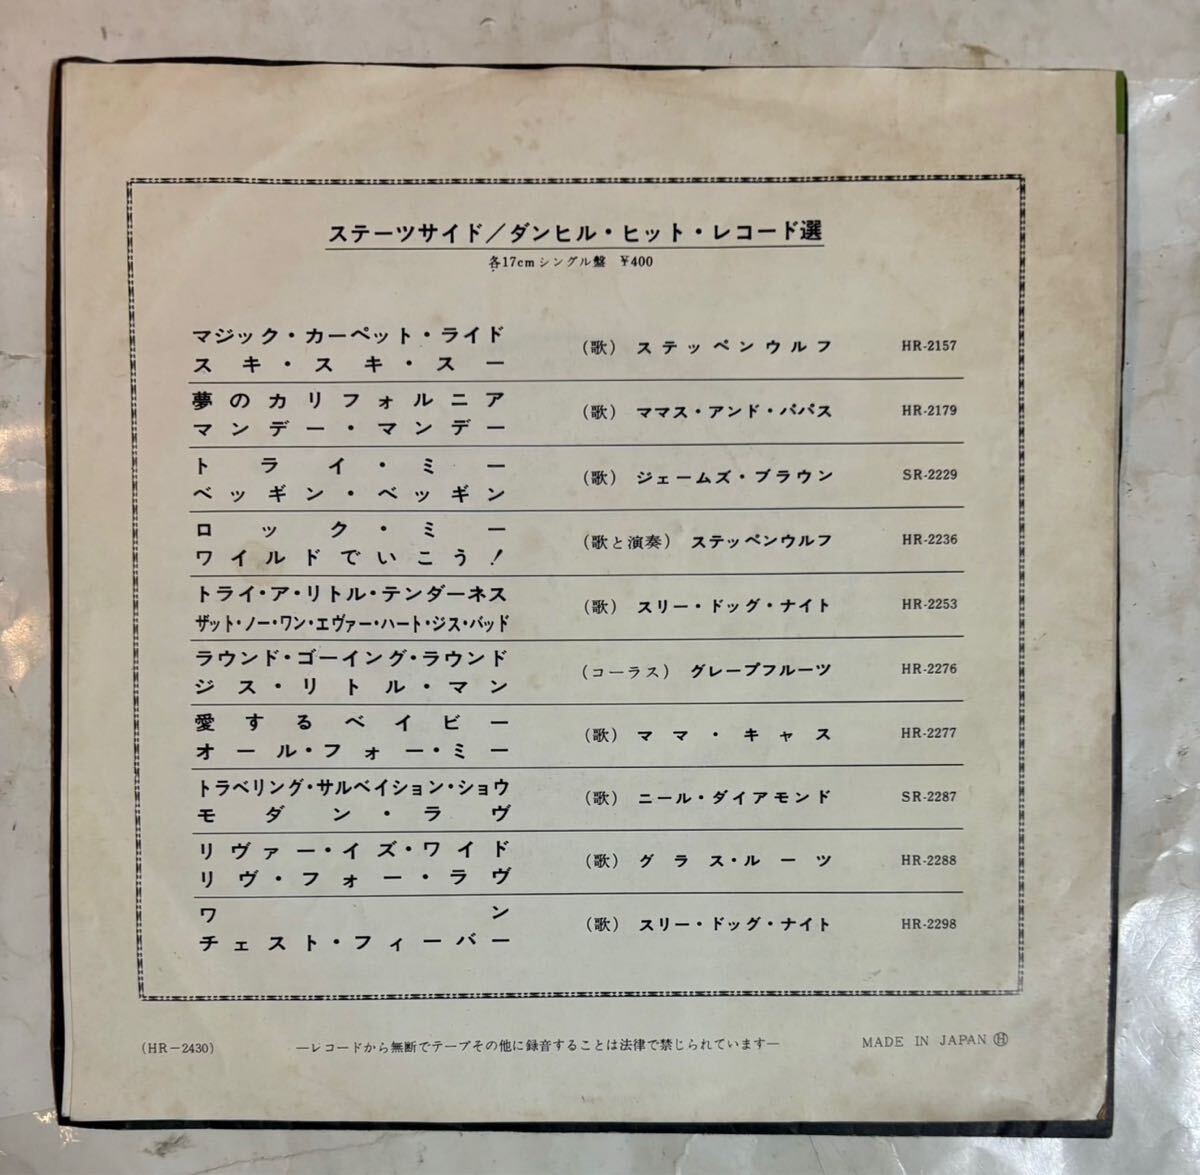 ステーツサイド／ダンヒル・ヒット・レコード選
各17cmシングル盤 ¥400
マジック・カーペット・ライド
スキ・スキ・スー
(歌) ステッペンウルフ HR-2157
夢のカリフォルニア
マンデー・マンデー
(歌) ママス・アンド・パパス HR-2179
トライ・ミー
ベッギン・ベッギン
(歌) ジェームズ・ブラウン SR-2229
ロック・ミー
ワイルドでいこう!
(歌と演奏) ステッペンウルフ HR-2236
トライ・ア・リトル・テンダーネス
ザット・ノー・ワン・エヴァー・ハート・ジス・バッド
(歌) スリー・ドッグ・ナイト HR-2253
ラウンド・ゴーイング・ラウンド
ジス・リトル・マン
(コーラス) グレープフルーツ HR-2276
愛するベイビー
オール・フォー・ミー
(歌) ママ・キャス HR-2277
トラベリング・サルベイション・ショウ
モダン・ラヴ
(歌) ニール・ダイアモンド SR-2287
リヴァー・イズ・ワイド
リヴ・フォー・ラヴ
(歌) グラス・ルーツ HR-2288
ワン
チェスト・フィーバー
(歌) スリー・ドッグ・ナイト HR-2298
(HR-2430) ―レコードから無断でテープその他に録音することは法律で禁じられています― MADE IN JAPAN Ⓗ